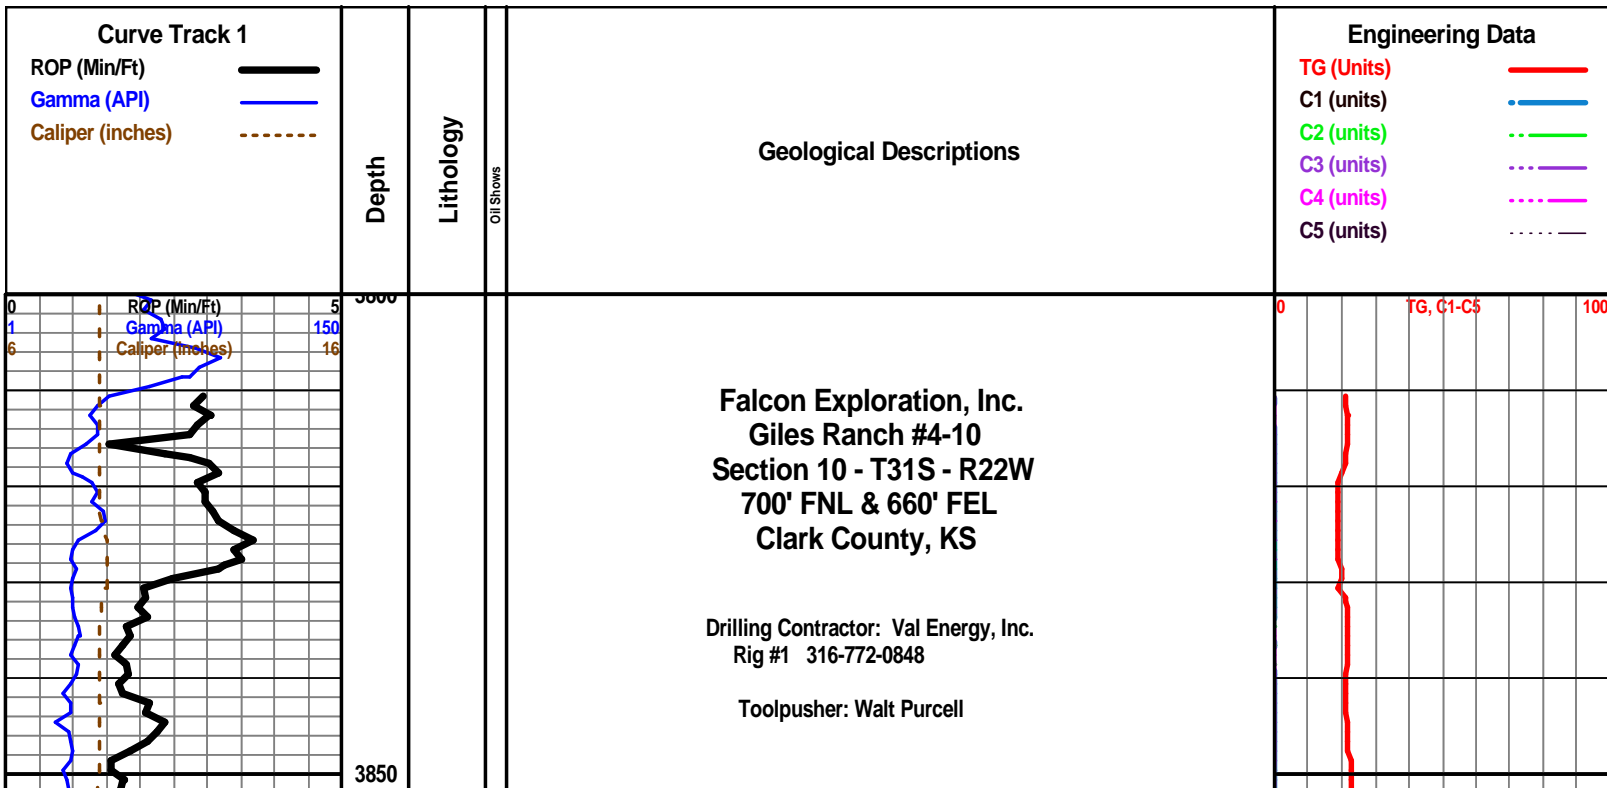 Curve Track 1
ROP (Min/Ft)
Gamma (API)
Caliper (inches)
Depth
Lithology
Oil Shows
Geological Descriptions
Engineering Data
TG (Units)
C1 (units)
C2 (units)
C3 (units)
C4 (units)
C5 (units)
0 ROP (Min/Ft) 5
1 Gamma (API) 150
6 Caliper (inches) 16
3800
0 TG, C1-C5 100
Falcon Exploration, Inc.
Giles Ranch #4-10
Section 10 - T31S - R22W
700' FNL & 660' FEL
Clark County, KS
Drilling Contractor: Val Energy, Inc.
Rig #1 316-772-0848
Toolpusher: Walt Purcell
3850